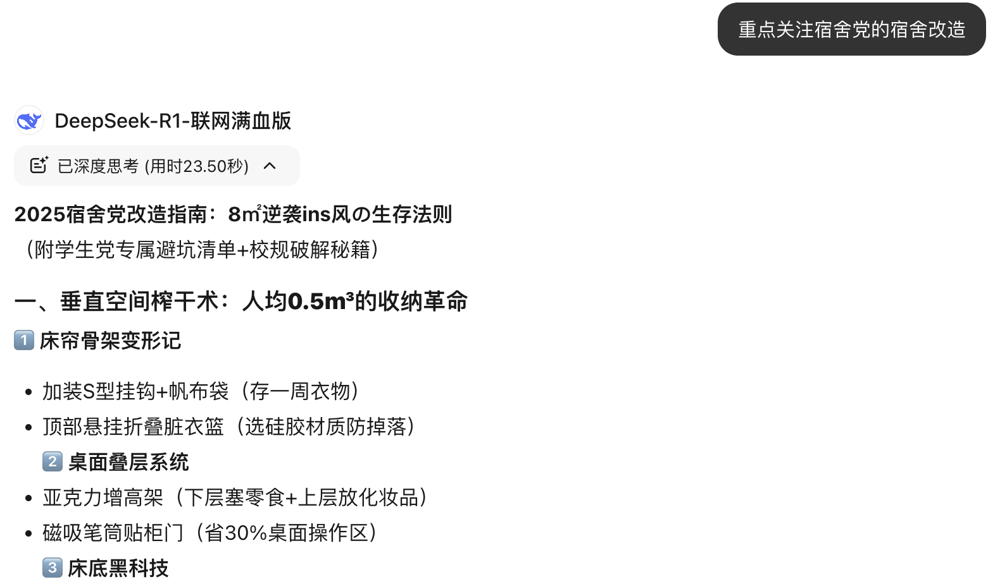 重点关注宿舍党的宿舍改造
DeepSeek-R1-联网满血版
已深度思考 (用时23.50秒)
2025宿舍党改造指南：8㎡逆袭ins风の生存法则
（附学生党专属避坑清单+校规破解秘籍）
一、垂直空间榨干术：人均0.5m³的收纳革命
1️⃣ 床帘骨架变形记
• 加装S型挂钩+帆布袋（存一周衣物）
• 顶部悬挂折叠脏衣篮（选硅胶材质防掉落）
2️⃣ 桌面叠层系统
• 亚克力增高架（下层塞零食+上层放化妆品）
• 磁吸笔筒贴柜门（省30%桌面操作区）
3️⃣ 床底黑科技